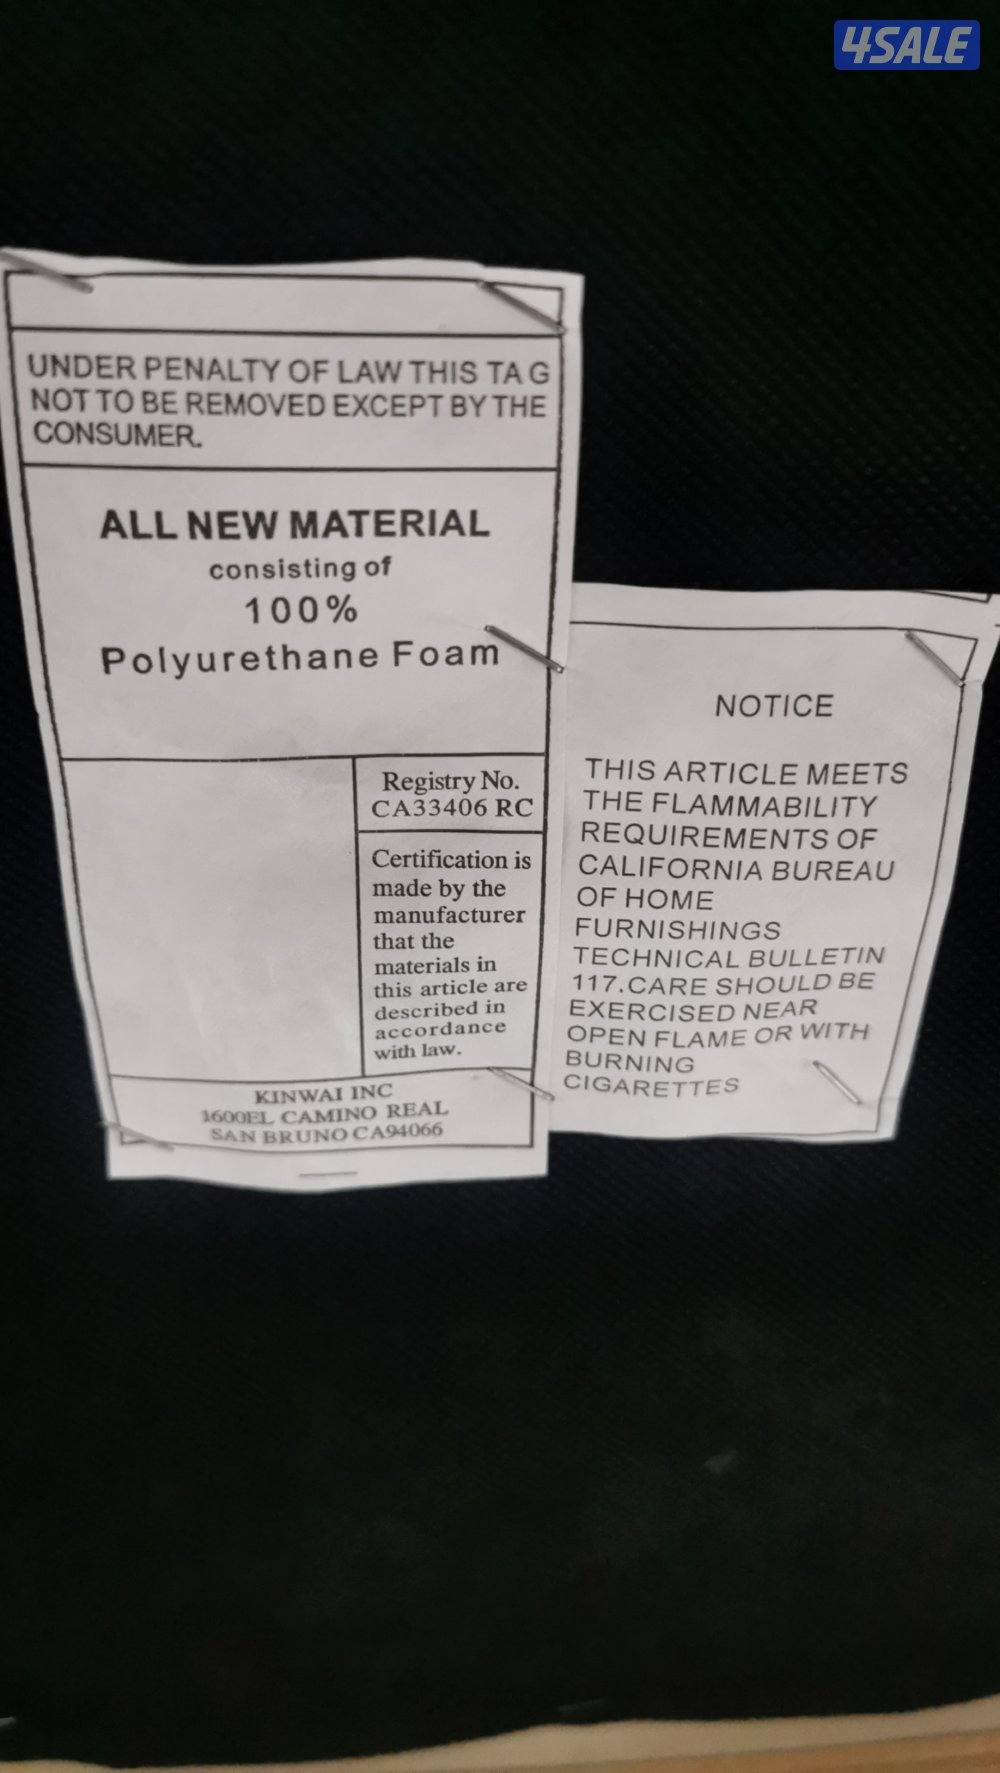 4SALE
UNDER PENALTY OF LAW THIS TA G
NOT TO BE REMOVED EXCEPT BY THE
CONSUMER.
ALL NEW MATERIAL
consisting of
100%
Polyurethane Foam
Registry No.
CA33406 RC
Certification is
made by the
manufacturer
that the
materials in
this article are
described in
accordance
with law.
KINWAI INC
1600EL CAMINO REAL
SAN BRUNO CA94066
NOTICE
THIS ARTICLE MEETS
THE FLAMMABILITY
REQUIREMENTS OF
CALIFORNIA BUREAU
OF HOME
FURNISHINGS
TECHNICAL BULLETIN
117.CARE SHOULD BE
EXERCISED NEAR
OPEN FLAME OR WITH
BURNING
CIGARETTES